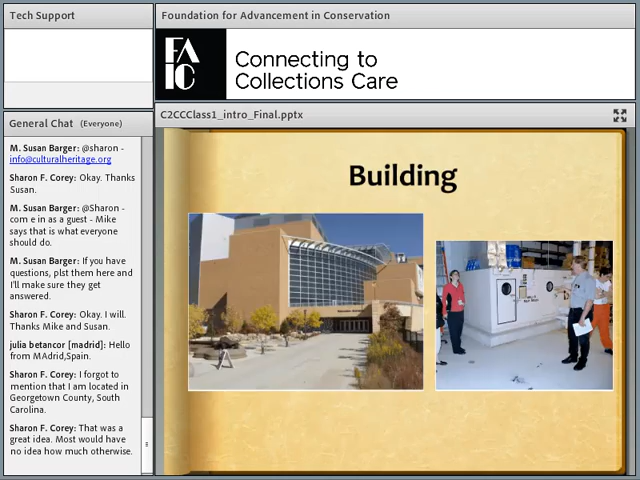 Tech Support
General Chat (Everyone)
M. Susan Barger: @sharon -
info@culturalheritage.org
Sharon F. Corey: Okay. Thanks
Susan.
M. Susan Barger: @Sharon -
com e in as a guest - Mike
says that is what everyone
should do.
M. Susan Barger: If you have
questions, plst them here and
I'll make sure they get
answered.
Sharon F. Corey: Okay. I will.
Thanks Mike and Susan.
julia betancor [madrid]: Hello
from MAdrid,Spain.
Sharon F. Corey: I forgot to
mention that I am located in
Georgetown County, South
Carolina.
Sharon F. Corey: That was a
great idea. Most would have
no idea how much otherwise.
Foundation for Advancement in Conservation
FAIC
Connecting to
Collections Care
C2CCClass1_intro_Final.pptx
Building